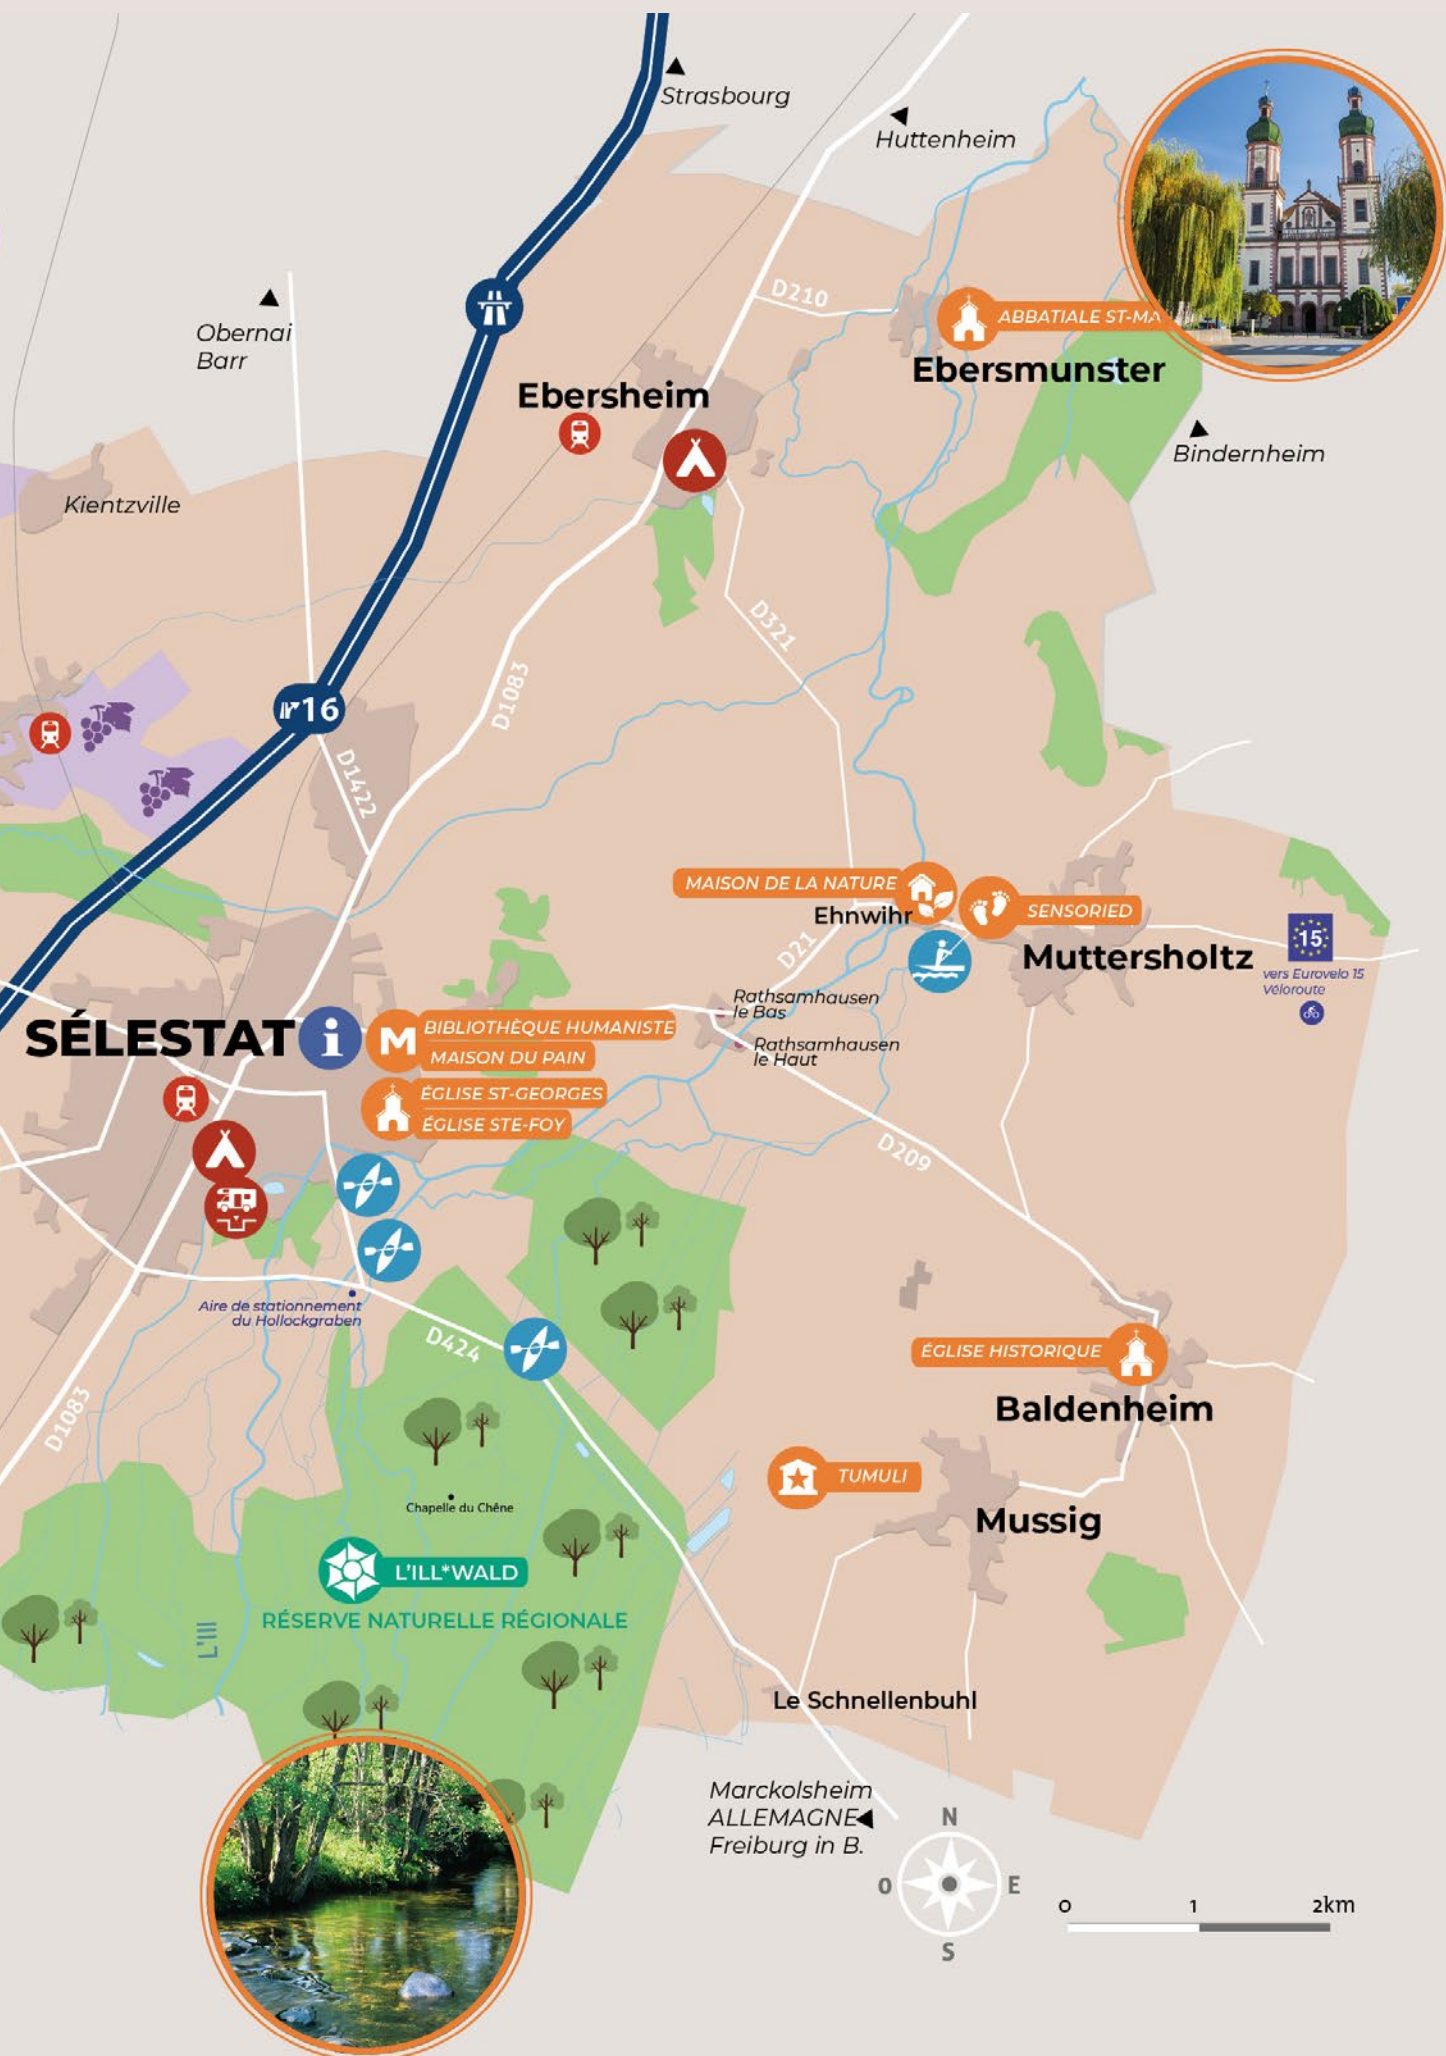 Strasbourg
Huttenheim
Obernai
Barr
D210
ABBATIALE ST-MA
Ebersmunster
Ebersheim
Bindernheim
Kientzville
D321
D1083
16
D1422
MAISON DE LA NATURE
Ehnwihr
SENSORIED
D21
Muttersholtz
15
vers Eurovelo 15
Véloroute
Rathsamhausen
le Bas
Rathsamhausen
le Haut
SÉLESTAT
i
M
BIBLIOTHÈQUE HUMANISTE
MAISON DU PAIN
ÉGLISE ST-GEORGES
ÉGLISE STE-FOY
D209
Aire de stationnement
du Hollockgraben
D424
ÉGLISE HISTORIQUE
Baldenheim
D1083
TUMULI
Mussig
Chapelle du Chêne
L'ILL*WALD
RÉSERVE NATURELLE RÉGIONALE
L'Ill
Le Schnellenbuhl
Marckolsheim
ALLEMAGNE
Freiburg in B.
N
O
E
S
0 1 2km